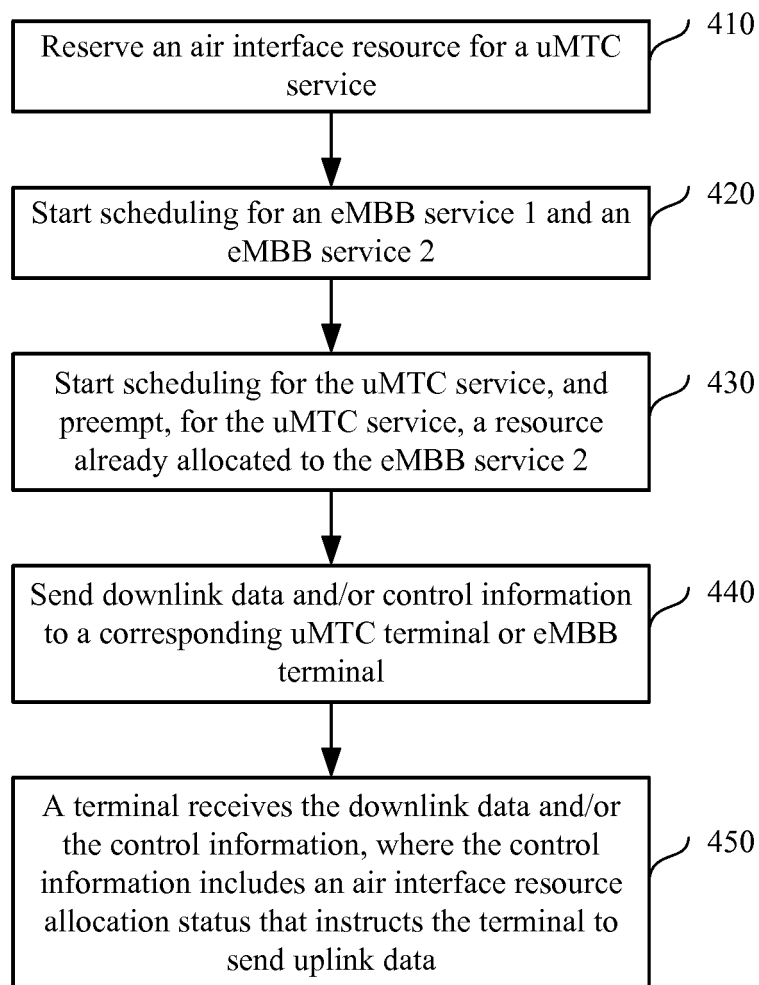 Reserve an air interface resource for a uMTC
service
410
Start scheduling for an eMBB service 1 and an
eMBB service 2
420
Start scheduling for the uMTC service, and
preempt, for the uMTC service, a resource
already allocated to the eMBB service 2
430
Send downlink data and/or control information
to a corresponding uMTC terminal or eMBB
terminal
440
A terminal receives the downlink data and/or
the control information, where the control
information includes an air interface resource
allocation status that instructs the terminal to
send uplink data
450